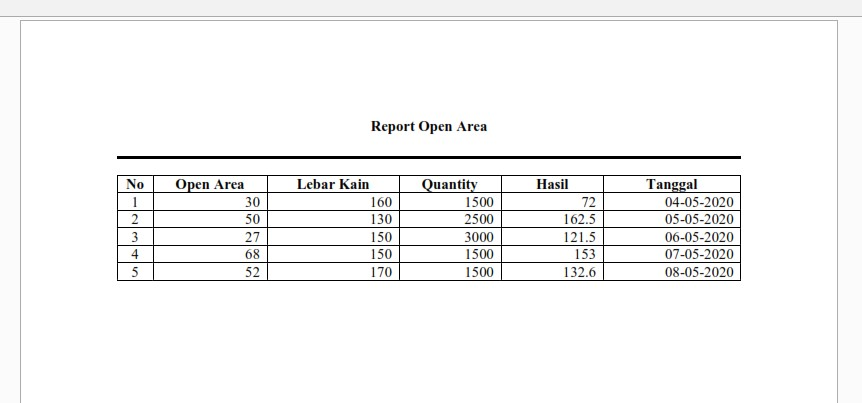 Report Open Area
No Open Area Lebar Kain Quantity Hasil Tanggal
1 30 160 1500 72 04-05-2020
2 50 130 2500 162.5 05-05-2020
3 27 150 3000 121.5 06-05-2020
4 68 150 1500 153 07-05-2020
5 52 170 1500 132.6 08-05-2020